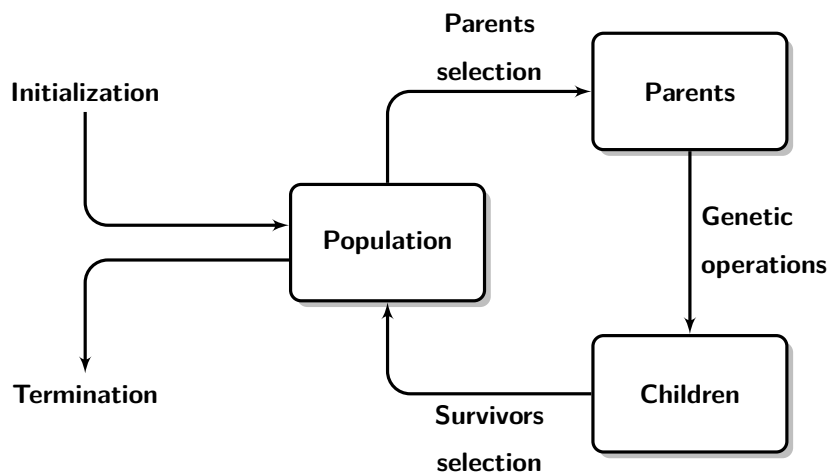 Parents
selection
Initialization
Parents
Population
Genetic
operations
Termination
Children
Survivors
selection